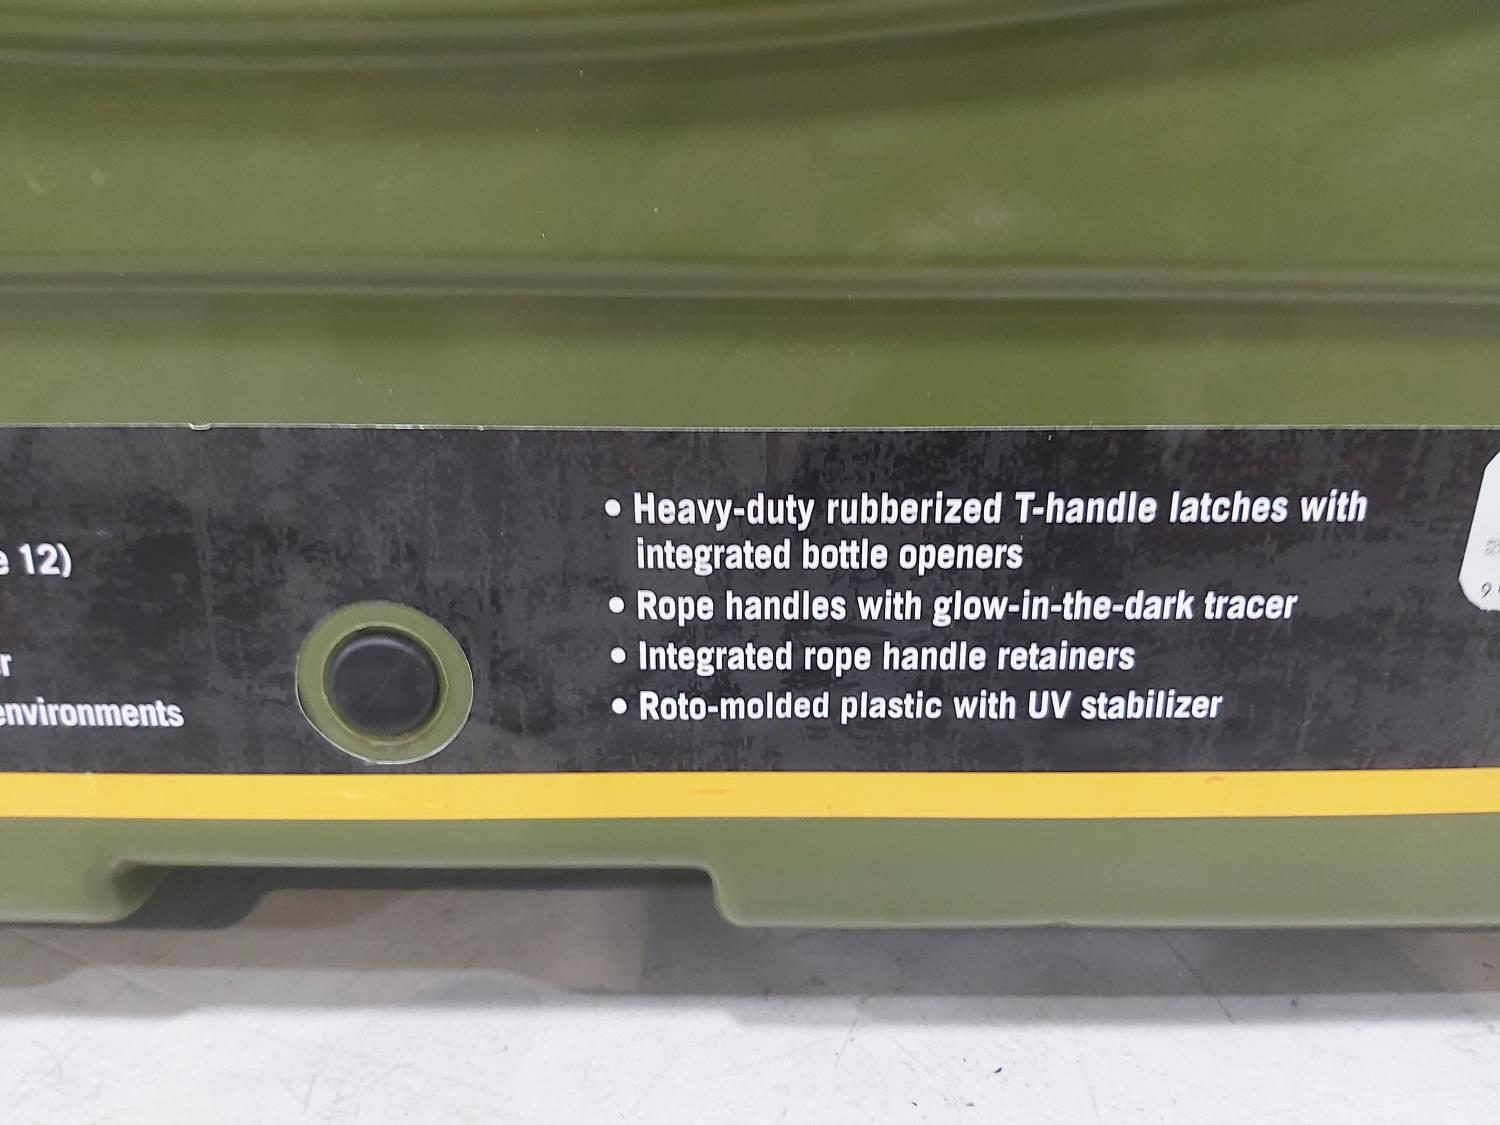 12)
environments
• Heavy-duty rubberized T-handle latches with
integrated bottle openers
• Rope handles with glow-in-the-dark tracer
• Integrated rope handle retainers
• Roto-molded plastic with UV stabilizer